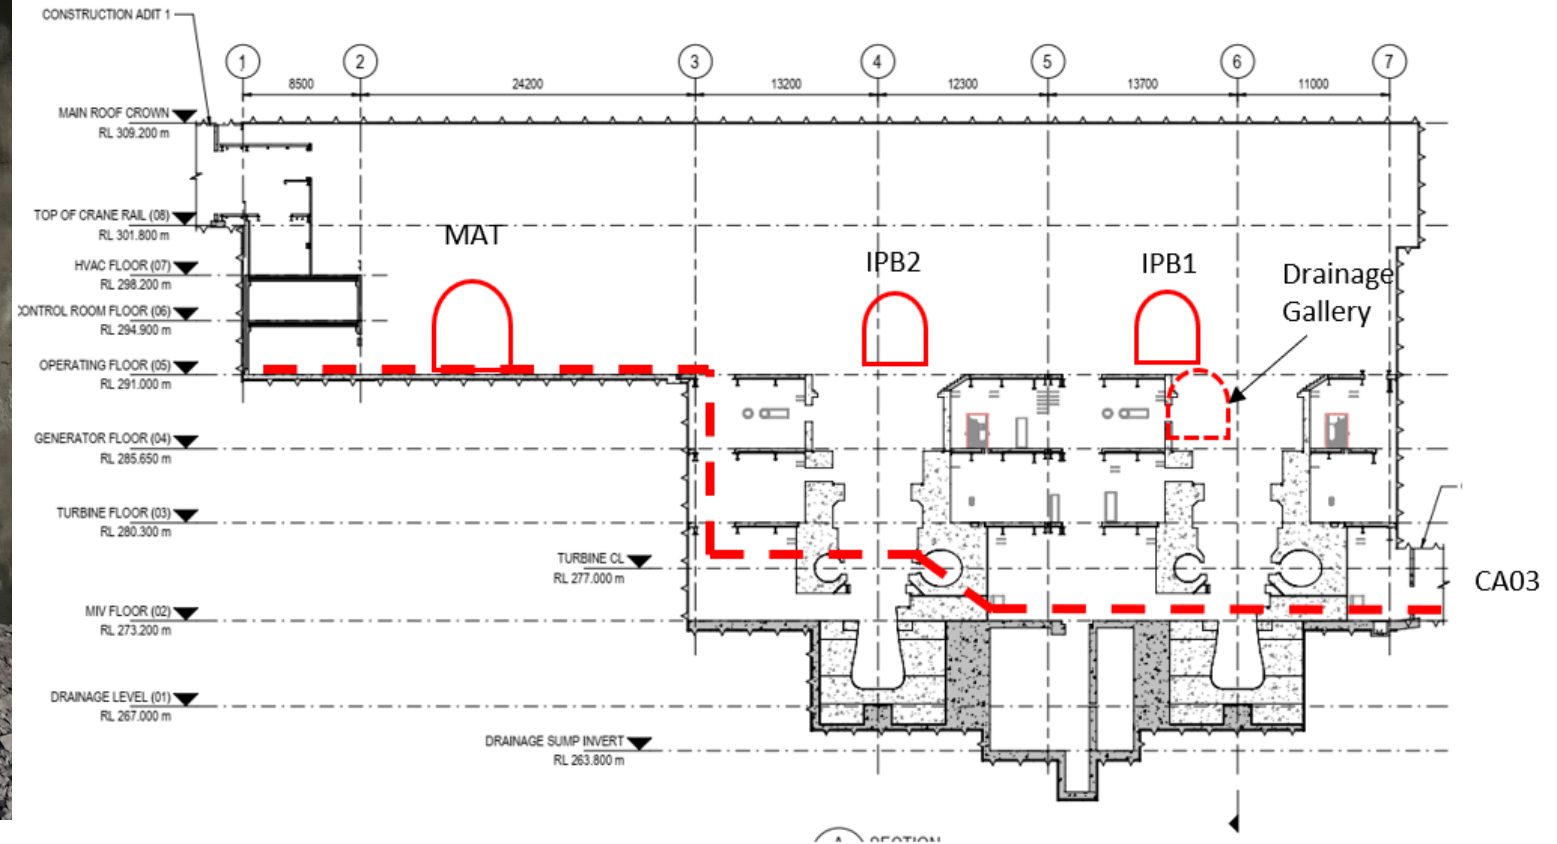 CONSTRUCTION ADIT 1
1 2 3 4 5 6 7
8500 24200 13200 12300 13700 11000
MAIN ROOF CROWN
RL 309.200 m
TOP OF CRANE RAIL (08)
RL 301.800 m
MAT
IPB2
IPB1
Drainage
Gallery
HVAC FLOOR (07)
RL 298.200 m
ONTROL ROOM FLOOR (06)
RL 294.900 m
OPERATING FLOOR (05)
RL 291.000 m
GENERATOR FLOOR (04)
RL 285.650 m
TURBINE FLOOR (03)
RL 280.300 m
TURBINE CL
RL 277.000 m
CA03
MIV FLOOR (02)
RL 273.200 m
DRAINAGE LEVEL (01)
RL 267.000 m
DRAINAGE SUMP INVERT
RL 263.800 m
A SECTION